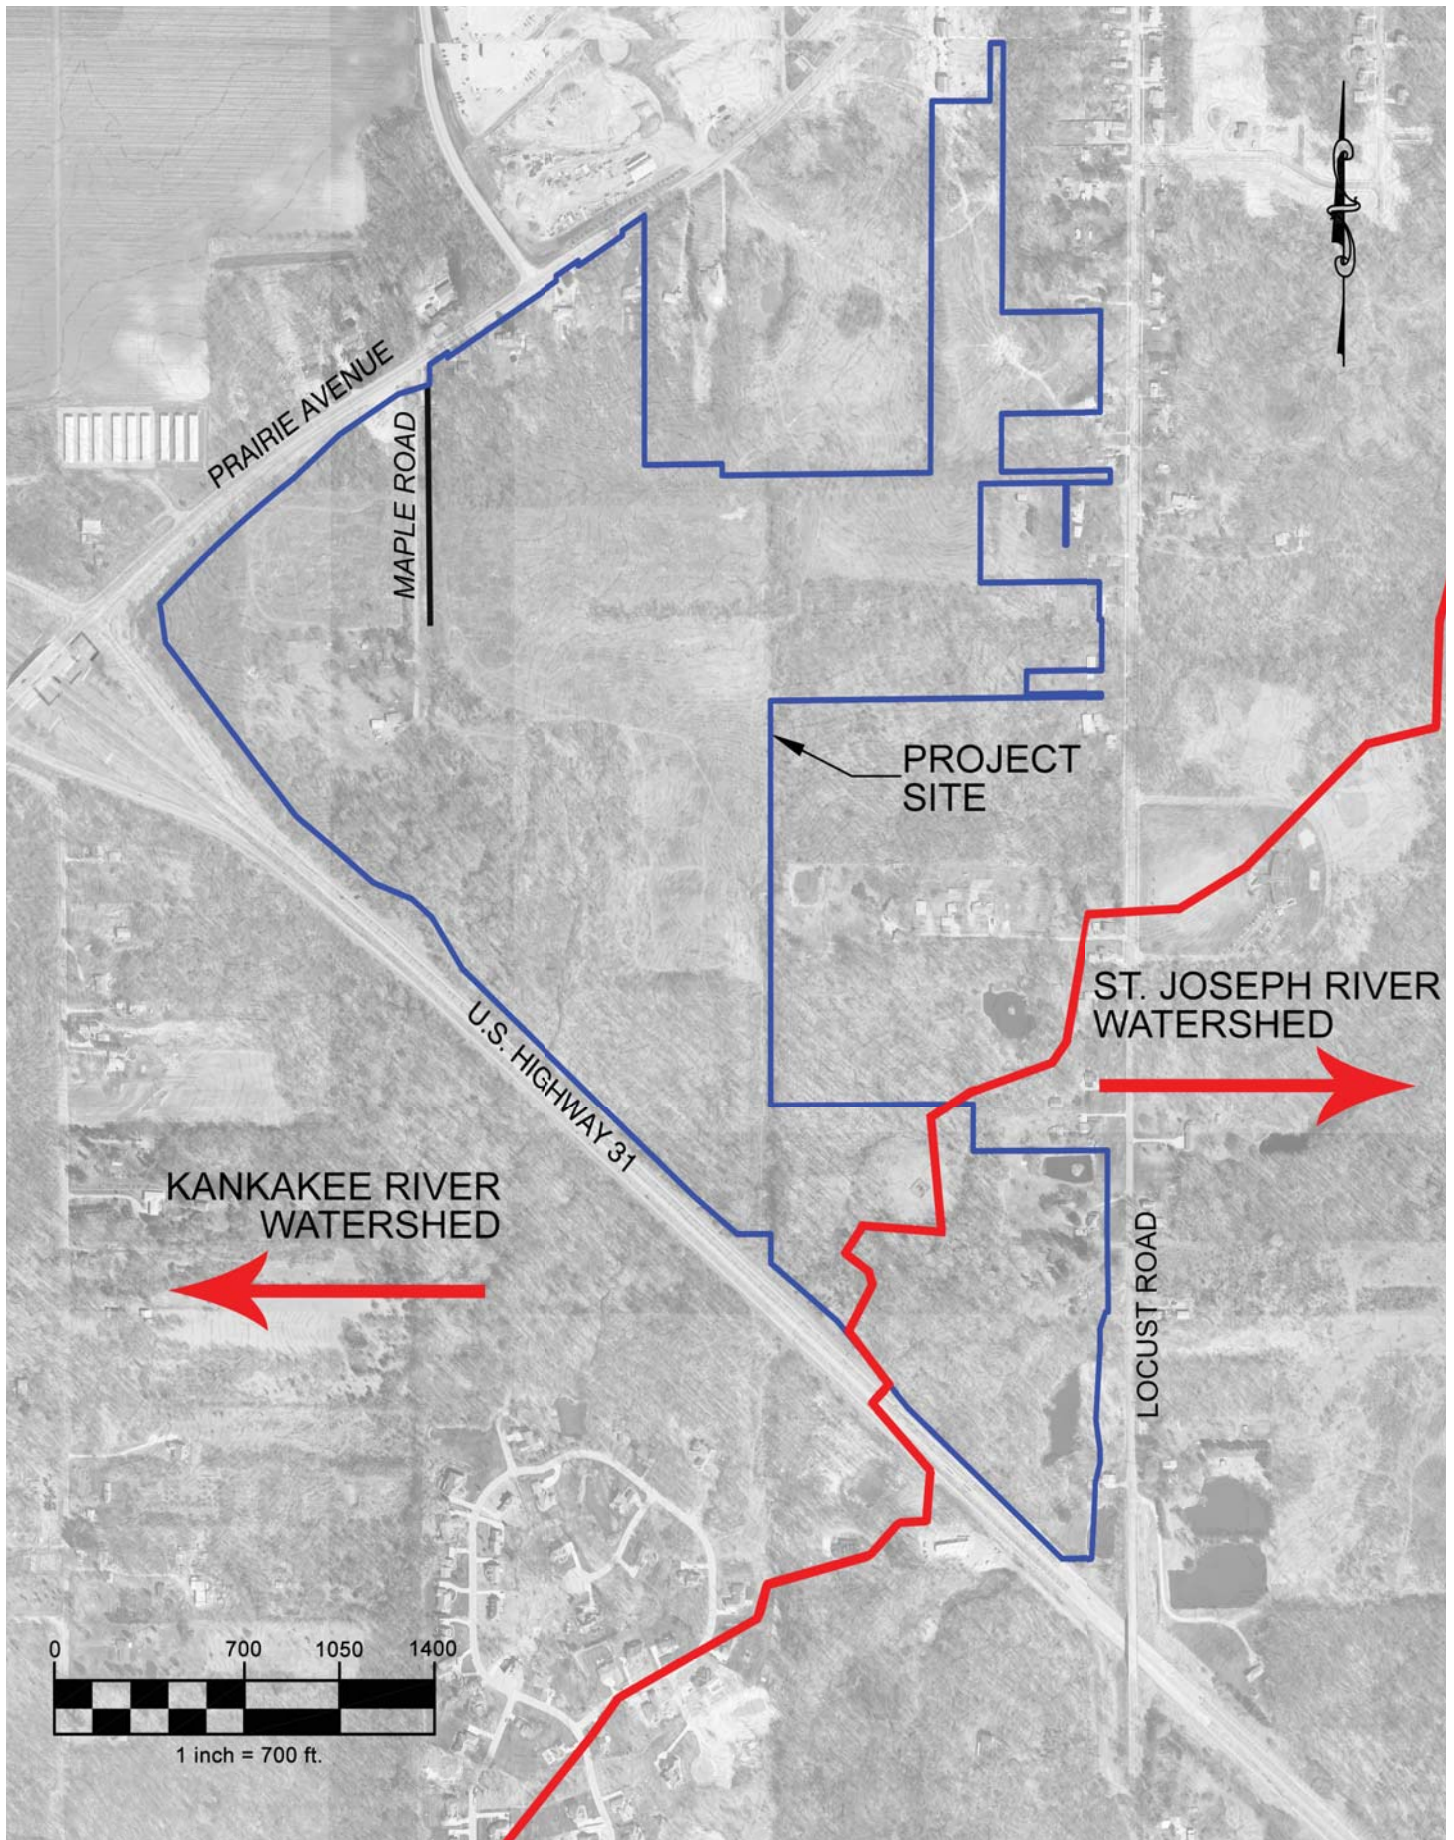 PRAIRIE AVENUE
MAPLE ROAD
PROJECT
SITE
ST. JOSEPH RIVER
WATERSHED
U.S. HIGHWAY 31
KANKAKEE RIVER
WATERSHED
LOCUST ROAD
0 700 1050 1400
1 inch = 700 ft.